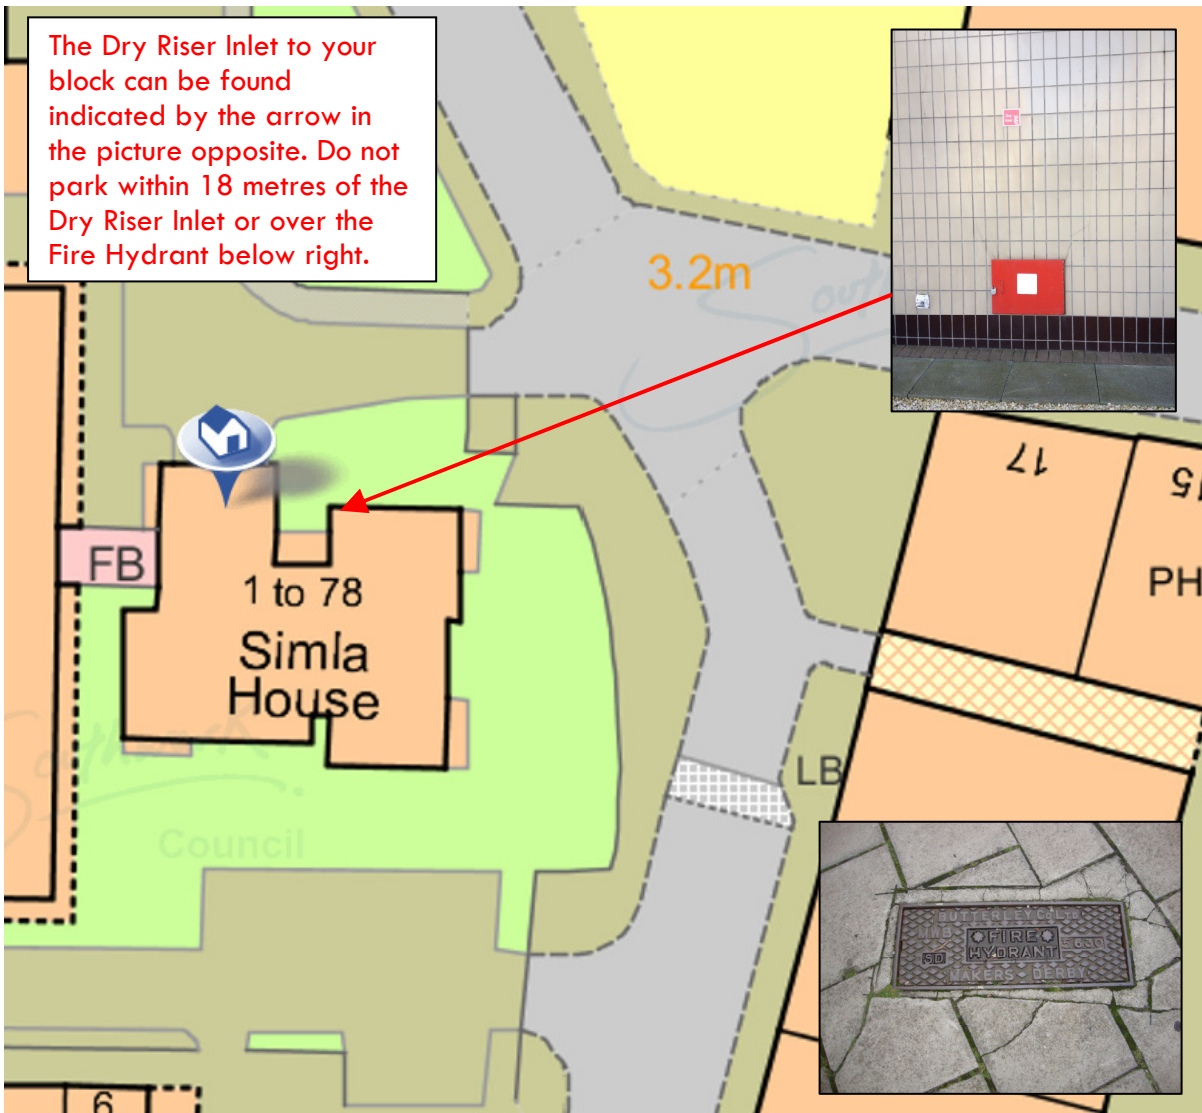 The Dry Riser Inlet to your
block can be found
indicated by the arrow in
the picture opposite. Do not
park within 18 metres of the
Dry Riser Inlet or over the
Fire Hydrant below right.
3.2m
17
15
FB
PH
1 to 78
Simla
House
LB
Southwark
Council
BUTTERLEY Co LTD
FIRE
HYDRANT
MAKERS - DERBY
6